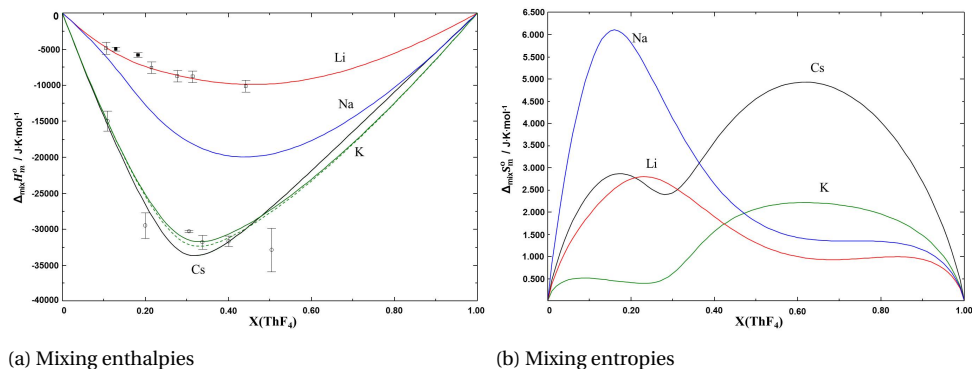 0
-5000
-10000
-15000
-20000
-25000
-30000
-35000
-40000
Δmix H°m / J·K·mol⁻¹
Li
Na
K
Cs
0 0.20 0.40 0.60 0.80 1.00
X(ThF₄)
6.500
6.000
5.500
5.000
4.500
4.000
3.500
3.000
2.500
2.000
1.500
1.000
0.500
Δmix S°m / J·K·mol⁻¹
Na
Cs
Li
K
0.00 0.20 0.40 0.60 0.80 1.00
X(ThF₄)
(a) Mixing enthalpies
(b) Mixing entropies